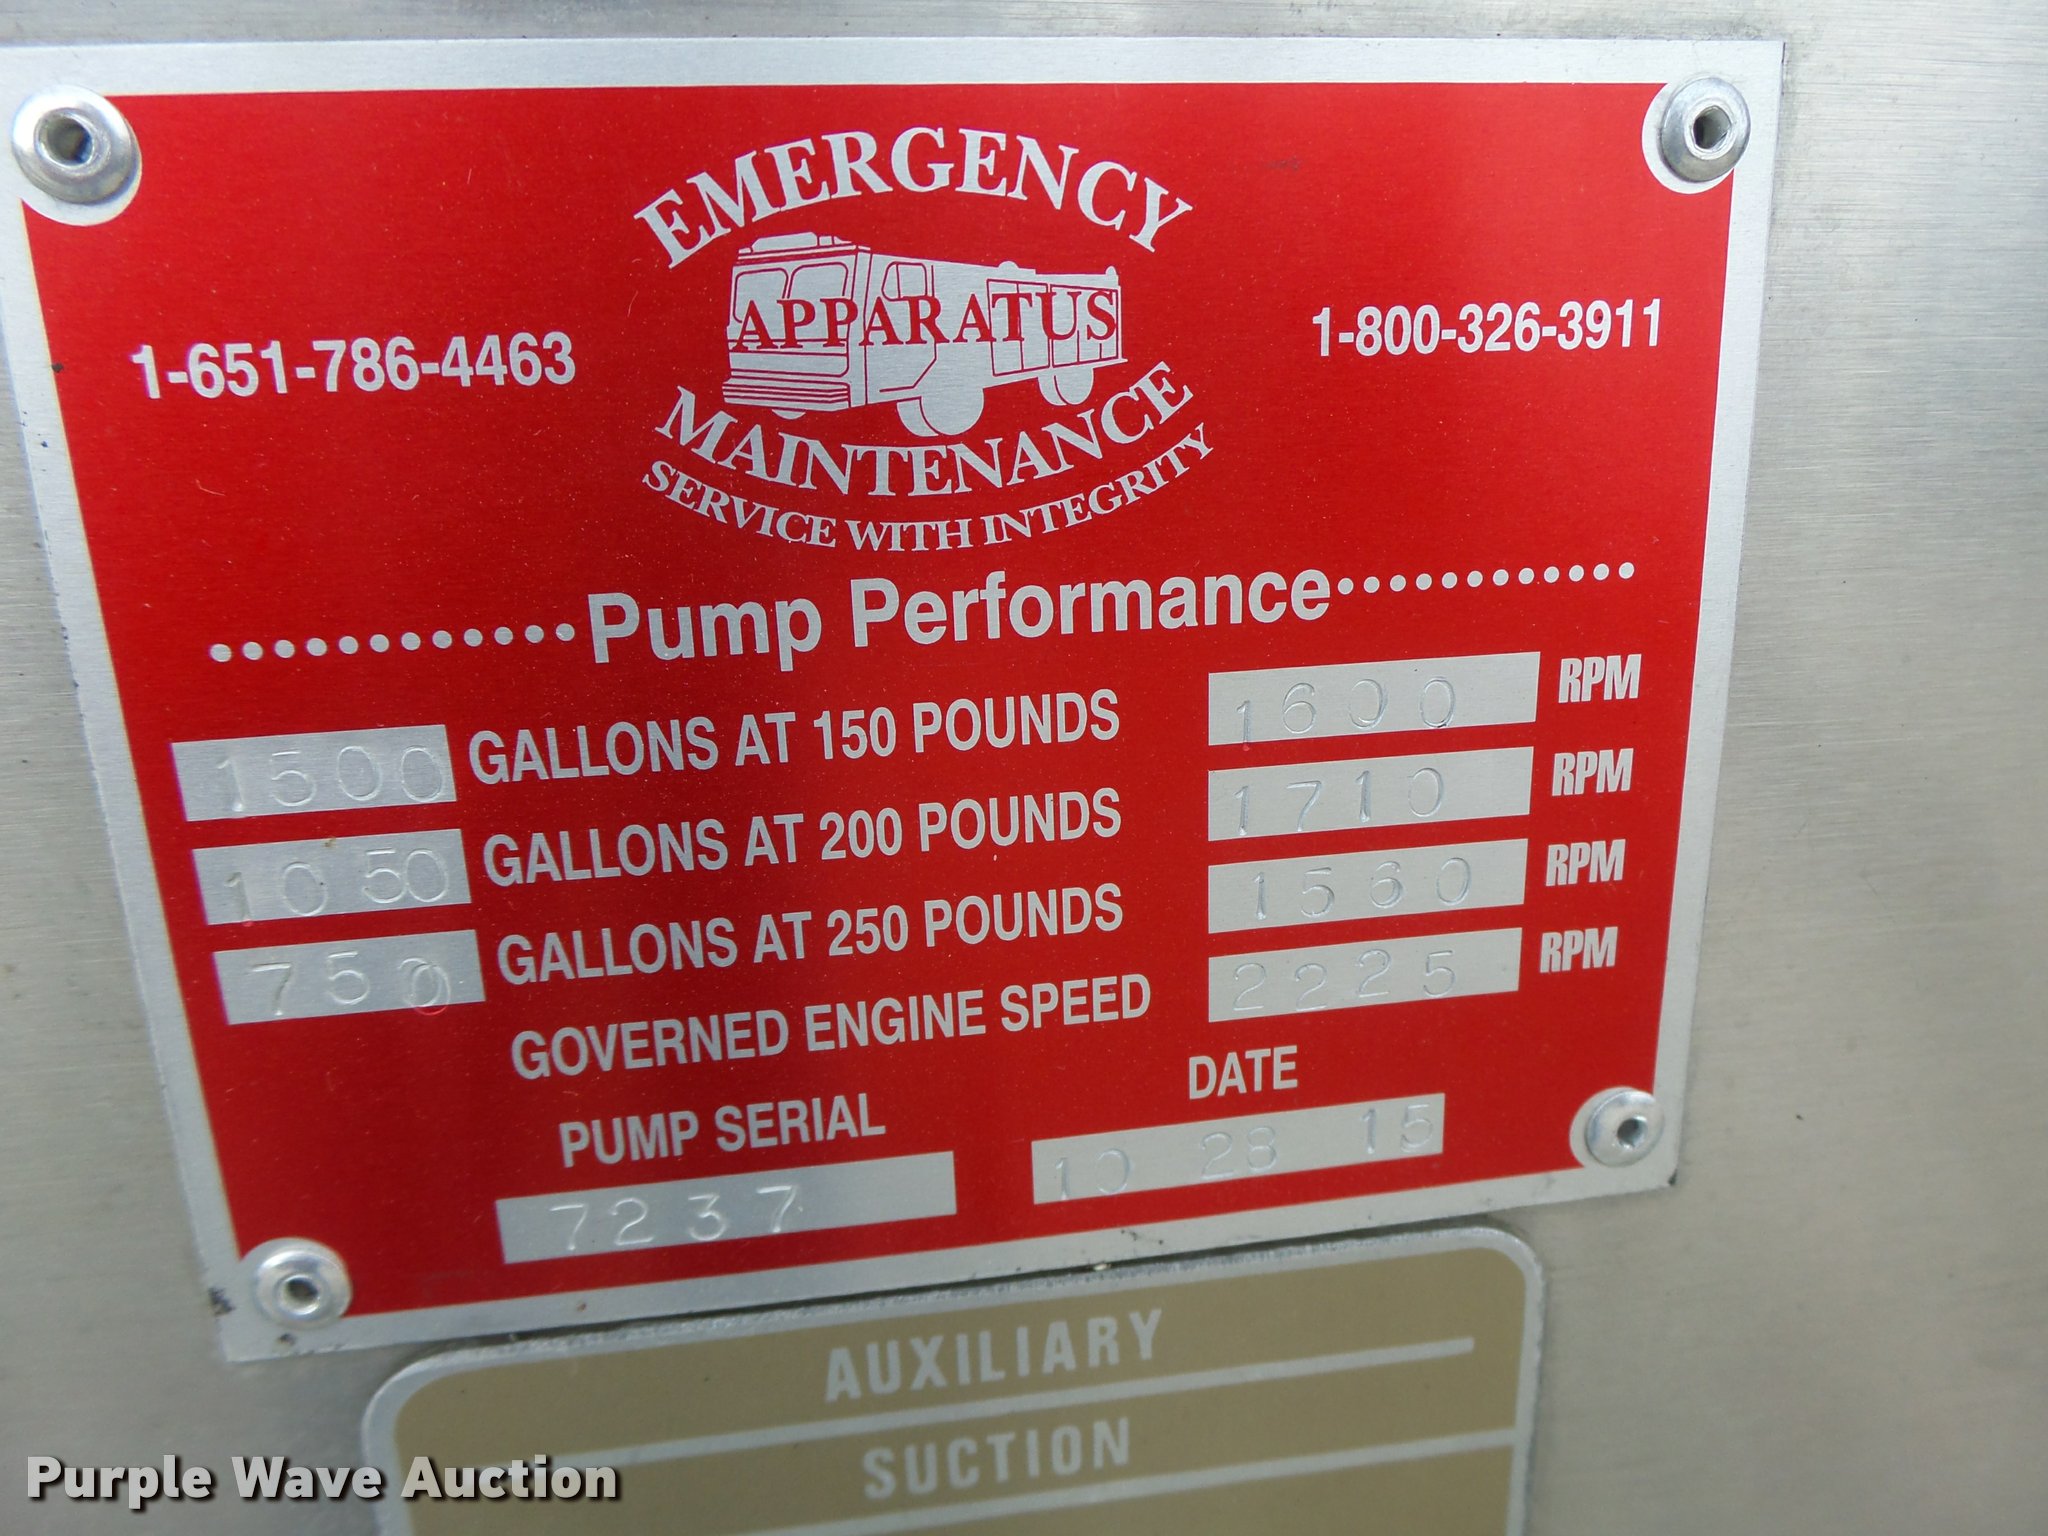 EMERGENCY
APPARATUS
MAINTENANCE
SERVICE WITH INTEGRITY
1-651-786-4463
1-800-326-3911
Pump Performance
1500 GALLONS AT 150 POUNDS 1600 RPM
1050 GALLONS AT 200 POUNDS 1710 RPM
750 GALLONS AT 250 POUNDS 1560 RPM
GOVERNED ENGINE SPEED 2225 RPM
PUMP SERIAL DATE
7237 10 28 15
AUXILIARY
SUCTION
Purple Wave Auction